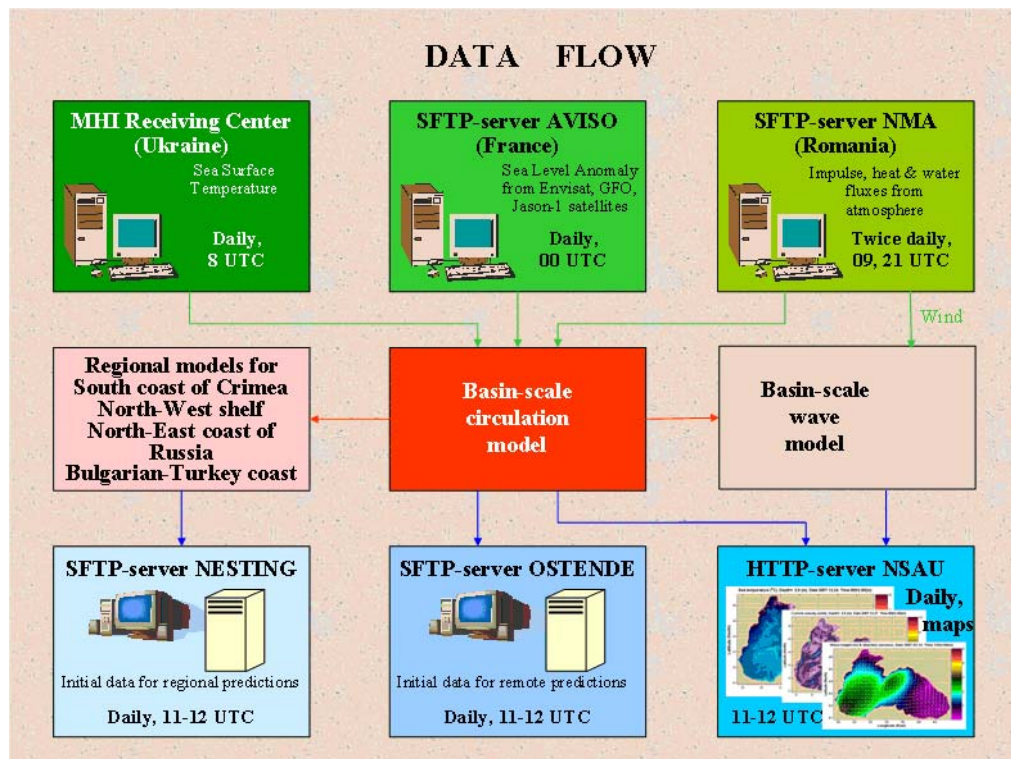 DATA FLOW
MHI Receiving Center
(Ukraine)
Sea Surface
Temperature
Daily,
8 UTC
SFTP-server AVISO
(France)
Sea Level Anomaly
from Envisat, GFO,
Jason-1 satellites
Daily,
00 UTC
SFTP-server NMA
(Romania)
Impulse, heat & water
fluxes from
atmosphere
Twice daily,
09, 21 UTC
Wind
Regional models for
South coast of Crimea
North-West shelf
North-East coast of
Russia
Bulgarian-Turkey coast
Basin-scale
circulation
model
Basin-scale
wave
model
SFTP-server NESTING
Initial data for regional predictions
Daily, 11-12 UTC
SFTP-server OSTENDE
Initial data for remote predictions
Daily, 11-12 UTC
HTTP-server NSAU
Daily,
maps
11-12 UTC